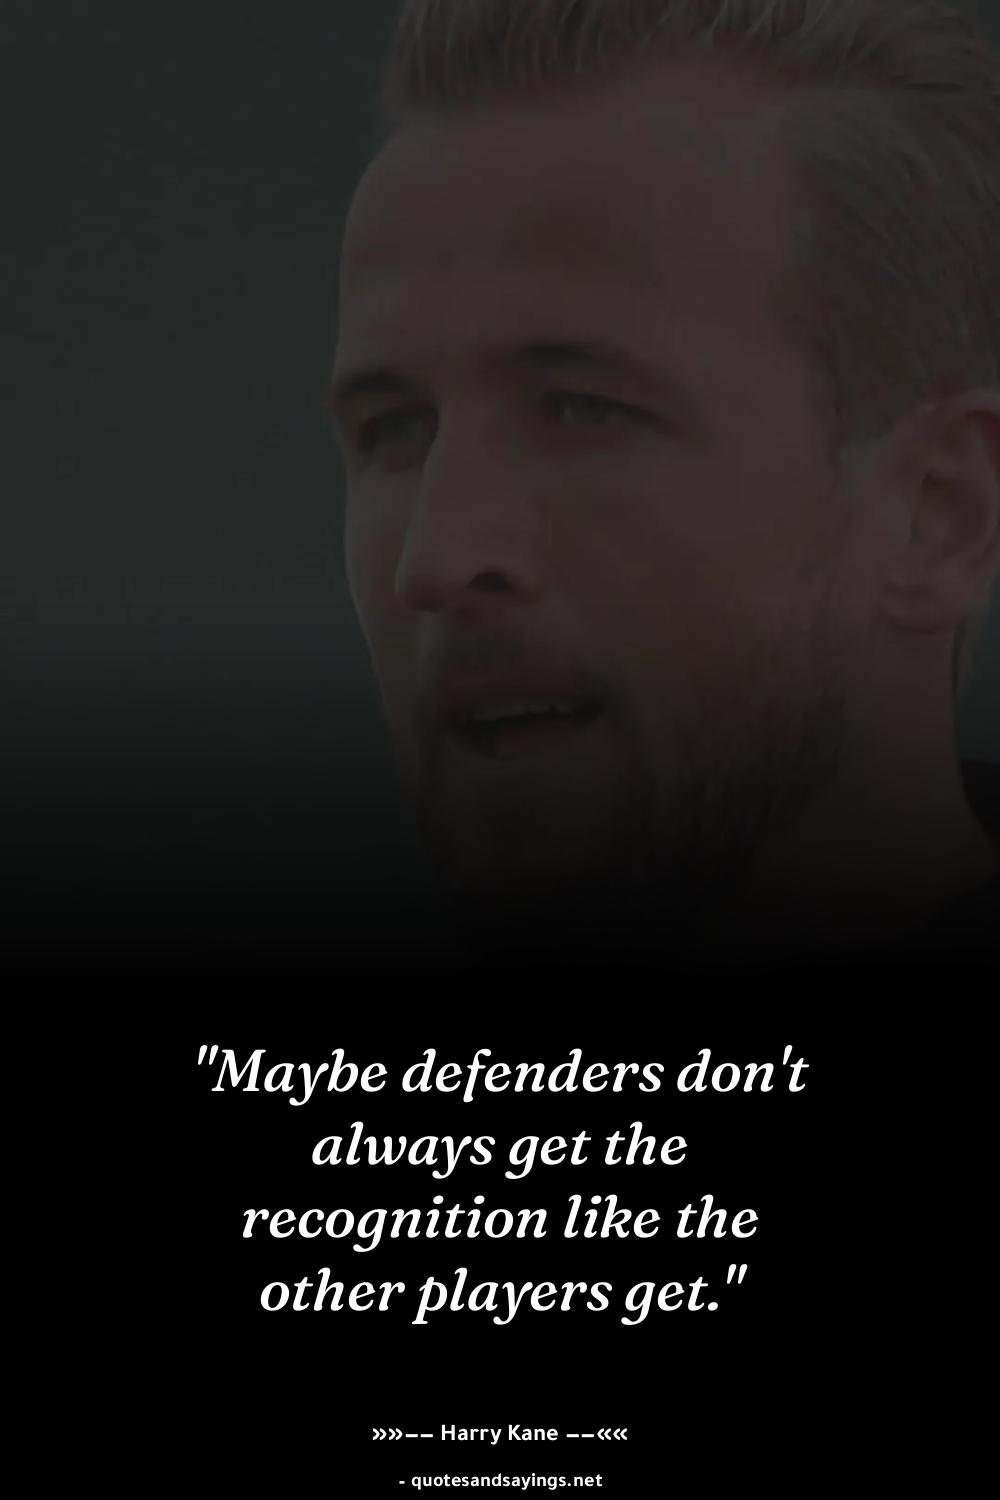 "Maybe defenders don't
always get the
recognition like the
other players get."
»»−− Harry Kane −−««
- quotesandsayings.net